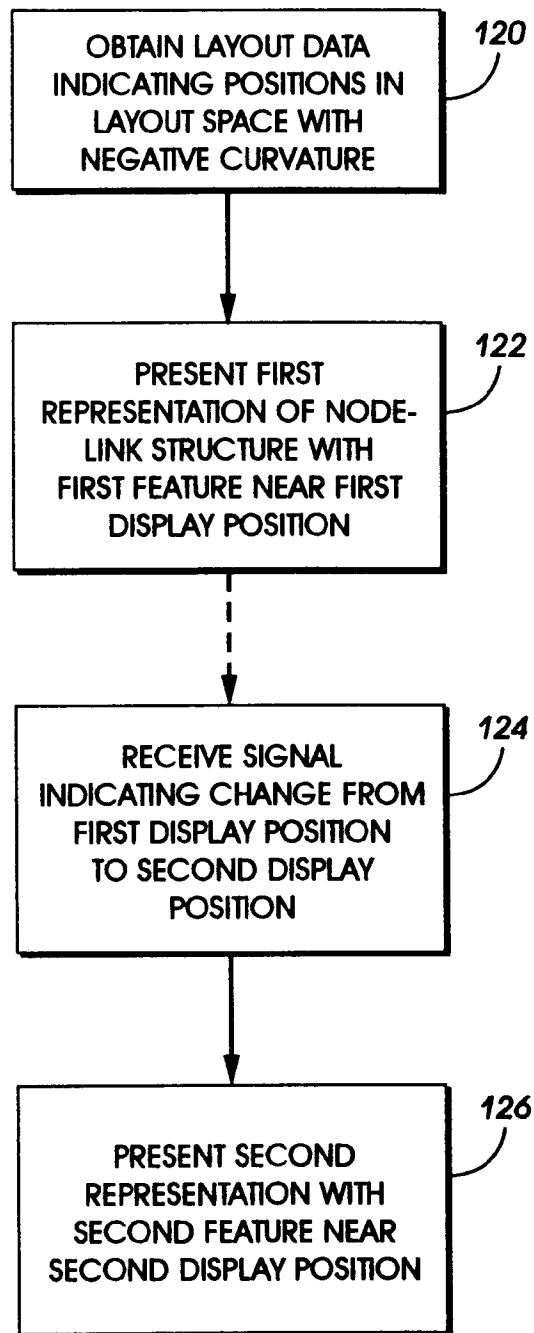 OBTAIN LAYOUT DATA
INDICATING POSITIONS IN
LAYOUT SPACE WITH
NEGATIVE CURVATURE
120
PRESENT FIRST
REPRESENTATION OF NODE-
LINK STRUCTURE WITH
FIRST FEATURE NEAR FIRST
DISPLAY POSITION
122
RECEIVE SIGNAL
INDICATING CHANGE FROM
FIRST DISPLAY POSITION
TO SECOND DISPLAY
POSITION
124
PRESENT SECOND
REPRESENTATION WITH
SECOND FEATURE NEAR
SECOND DISPLAY POSITION
126